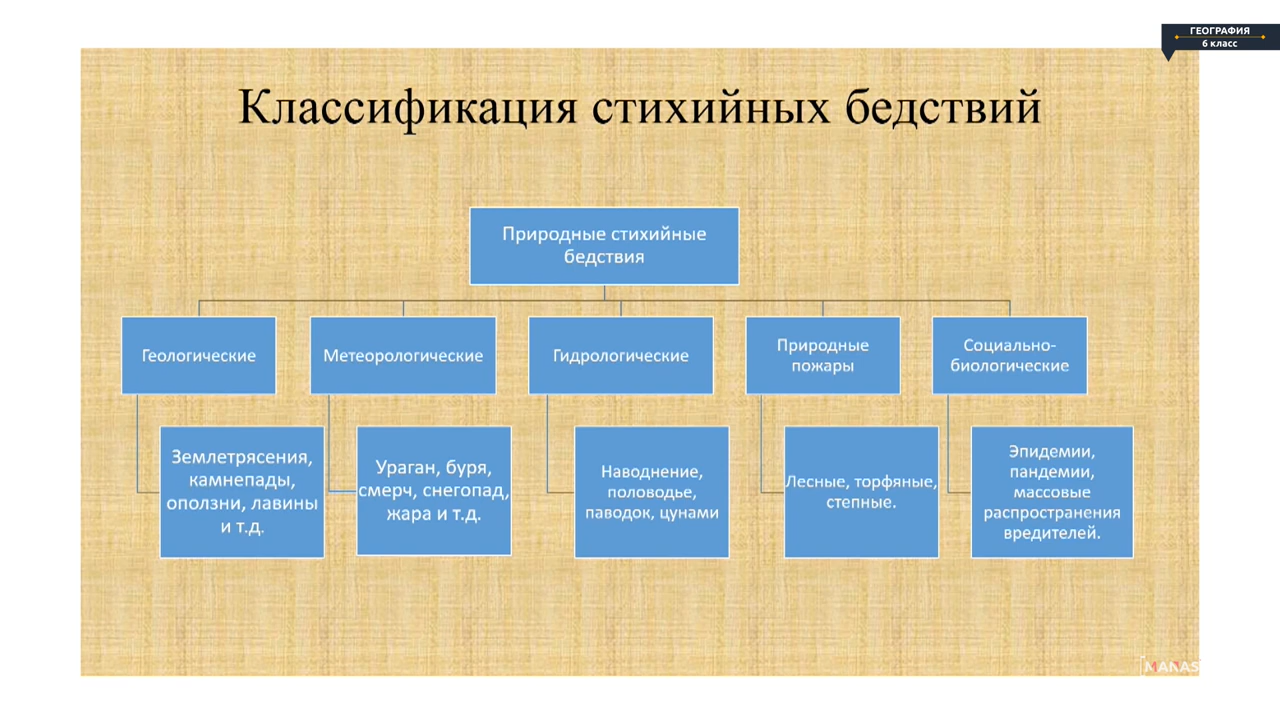 ГЕОГРАФИЯ
6 класс
Классификация стихийных бедствий
Природные стихийные
бедствия
Геологические
Метеорологические
Гидрологические
Природные
пожары
Социально-
биологические
Землетрясения,
камнепады,
оползни, лавины
и т.д.
Ураган, буря,
смерч, снегопад,
жара и т.д.
Наводнение,
половодье,
паводок, цунами
Лесные, торфяные,
степные.
Эпидемии,
пандемии,
массовые
распространения
вредителей.
MANAS